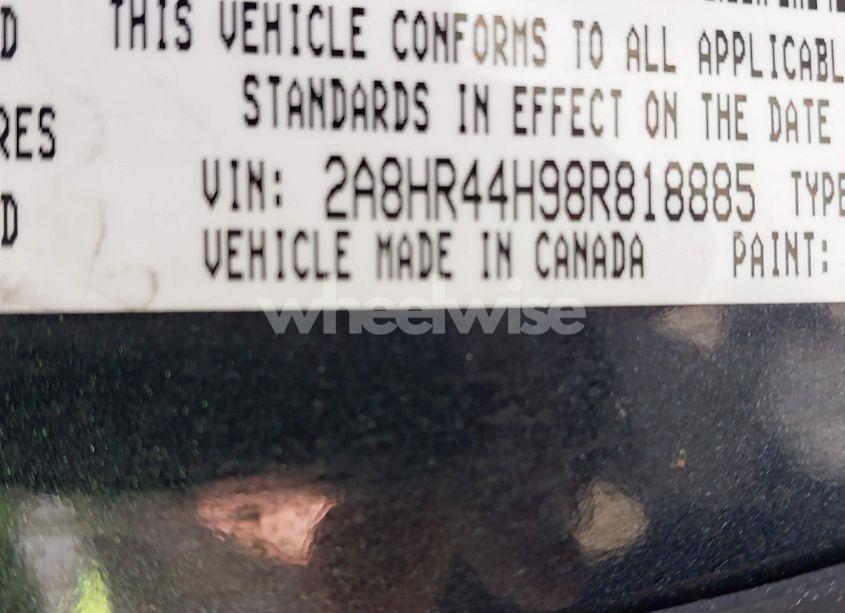 D THIS VEHICLE CONFORMS TO ALL APPLICABL
STANDARDS IN EFFECT ON THE DATE
RES
VIN: 2A8HR44H98R818885 TYPE
D
VEHICLE MADE IN CANADA PAINT:
wheelwise